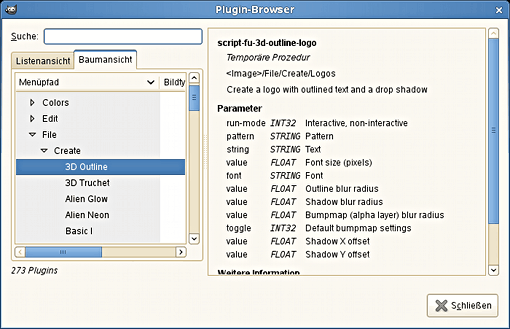 Plugin-Browser
Suche:
Listenansicht Baumansicht
Menüpfad Bildty
Colors
Edit
File
Create
3D Outline
3D Truchet
Alien Glow
Alien Neon
Basic I
273 Plugins
script-fu-3d-outline-logo
Temporäre Prozedur
<Image>/File/Create/Logos
Create a logo with outlined text and a drop shadow
Parameter
run-mode INT32 Interactive, non-interactive
pattern STRING Pattern
string STRING Text
value FLOAT Font size (pixels)
font STRING Font
value FLOAT Outline blur radius
value FLOAT Shadow blur radius
value FLOAT Bumpmap (alpha layer) blur radius
toggle INT32 Default bumpmap settings
value FLOAT Shadow X offset
value FLOAT Shadow Y offset
Weitere Information
Schließen